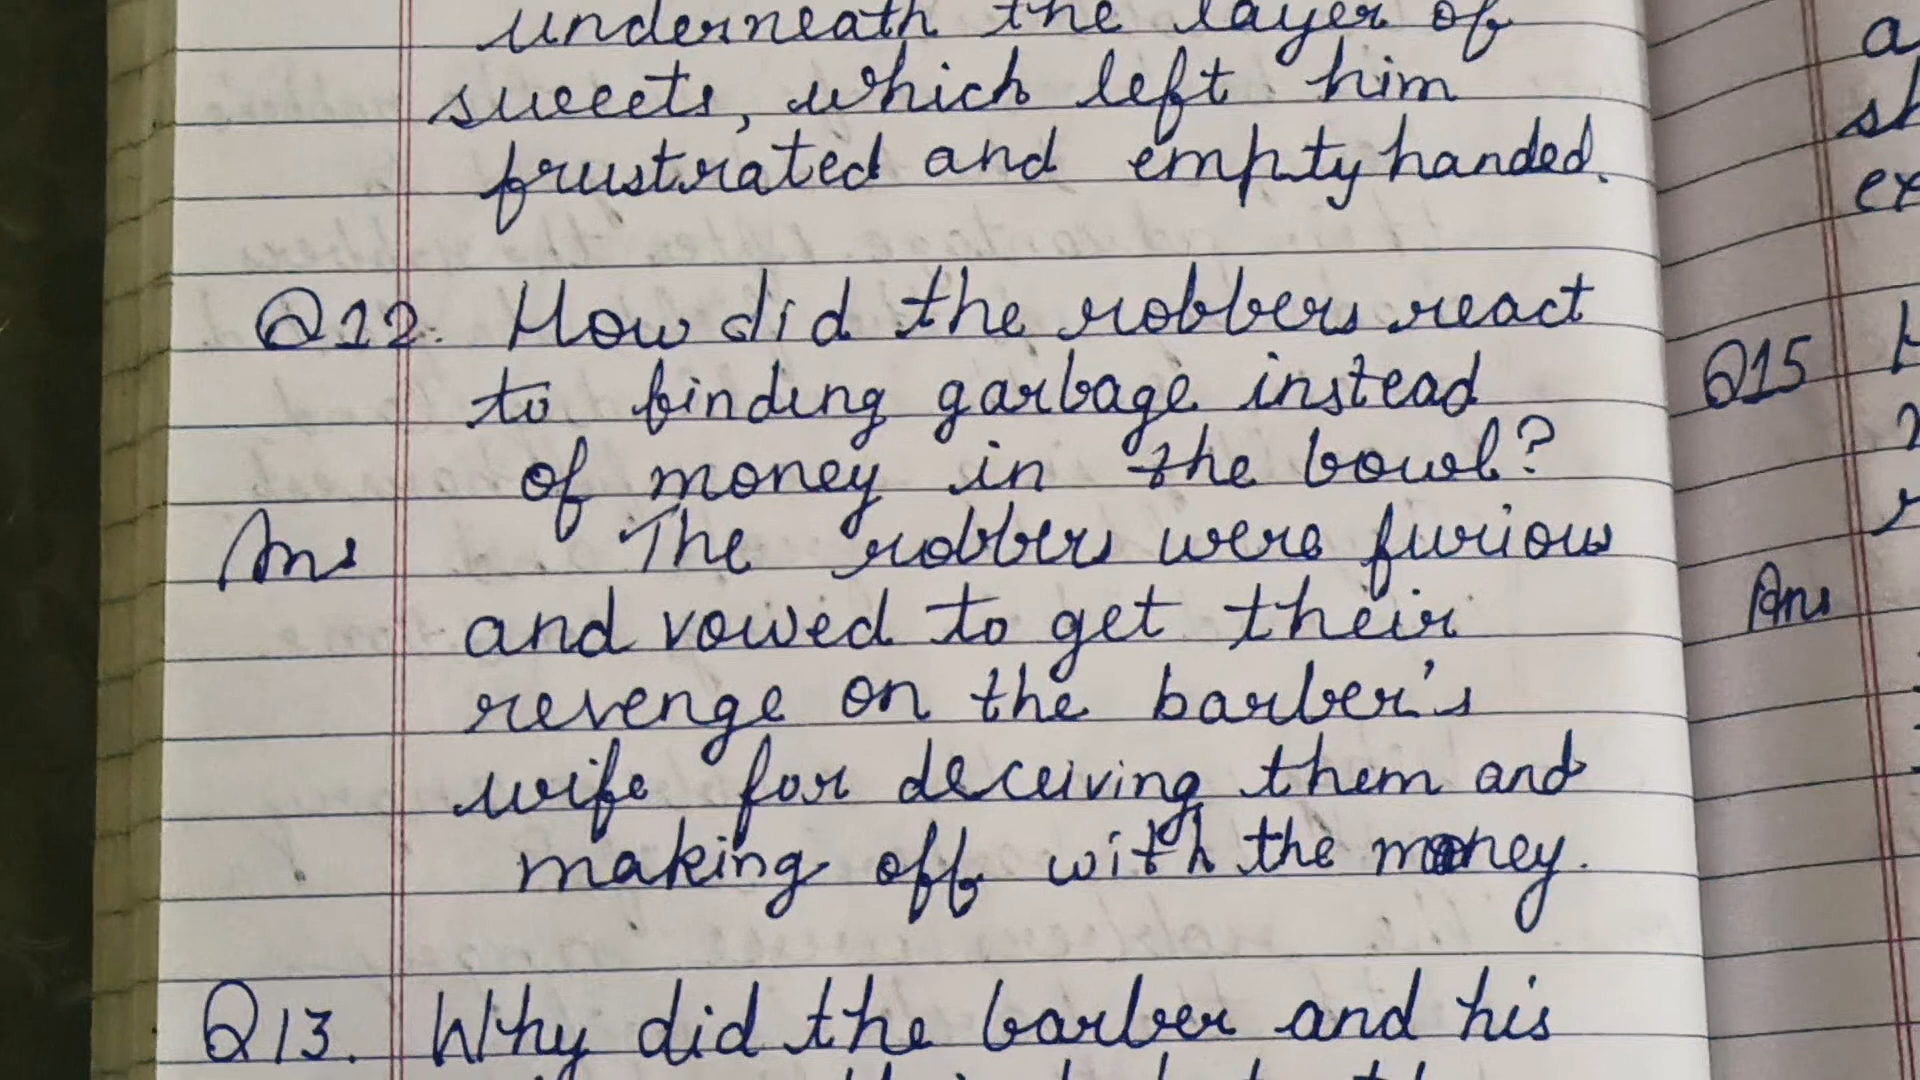 underneath the layer of
sweets, which left him
frustrated and empty handed.
Q12. How did the robbers react
to finding garbage instead
of money in the bowl?
Ans The robbers were furious
and vowed to get their
revenge on the barber's
wife for deceiving them and
making off with the money.
Q13. Why did the barber and his
a
sh
ex
Q15 H
Ans